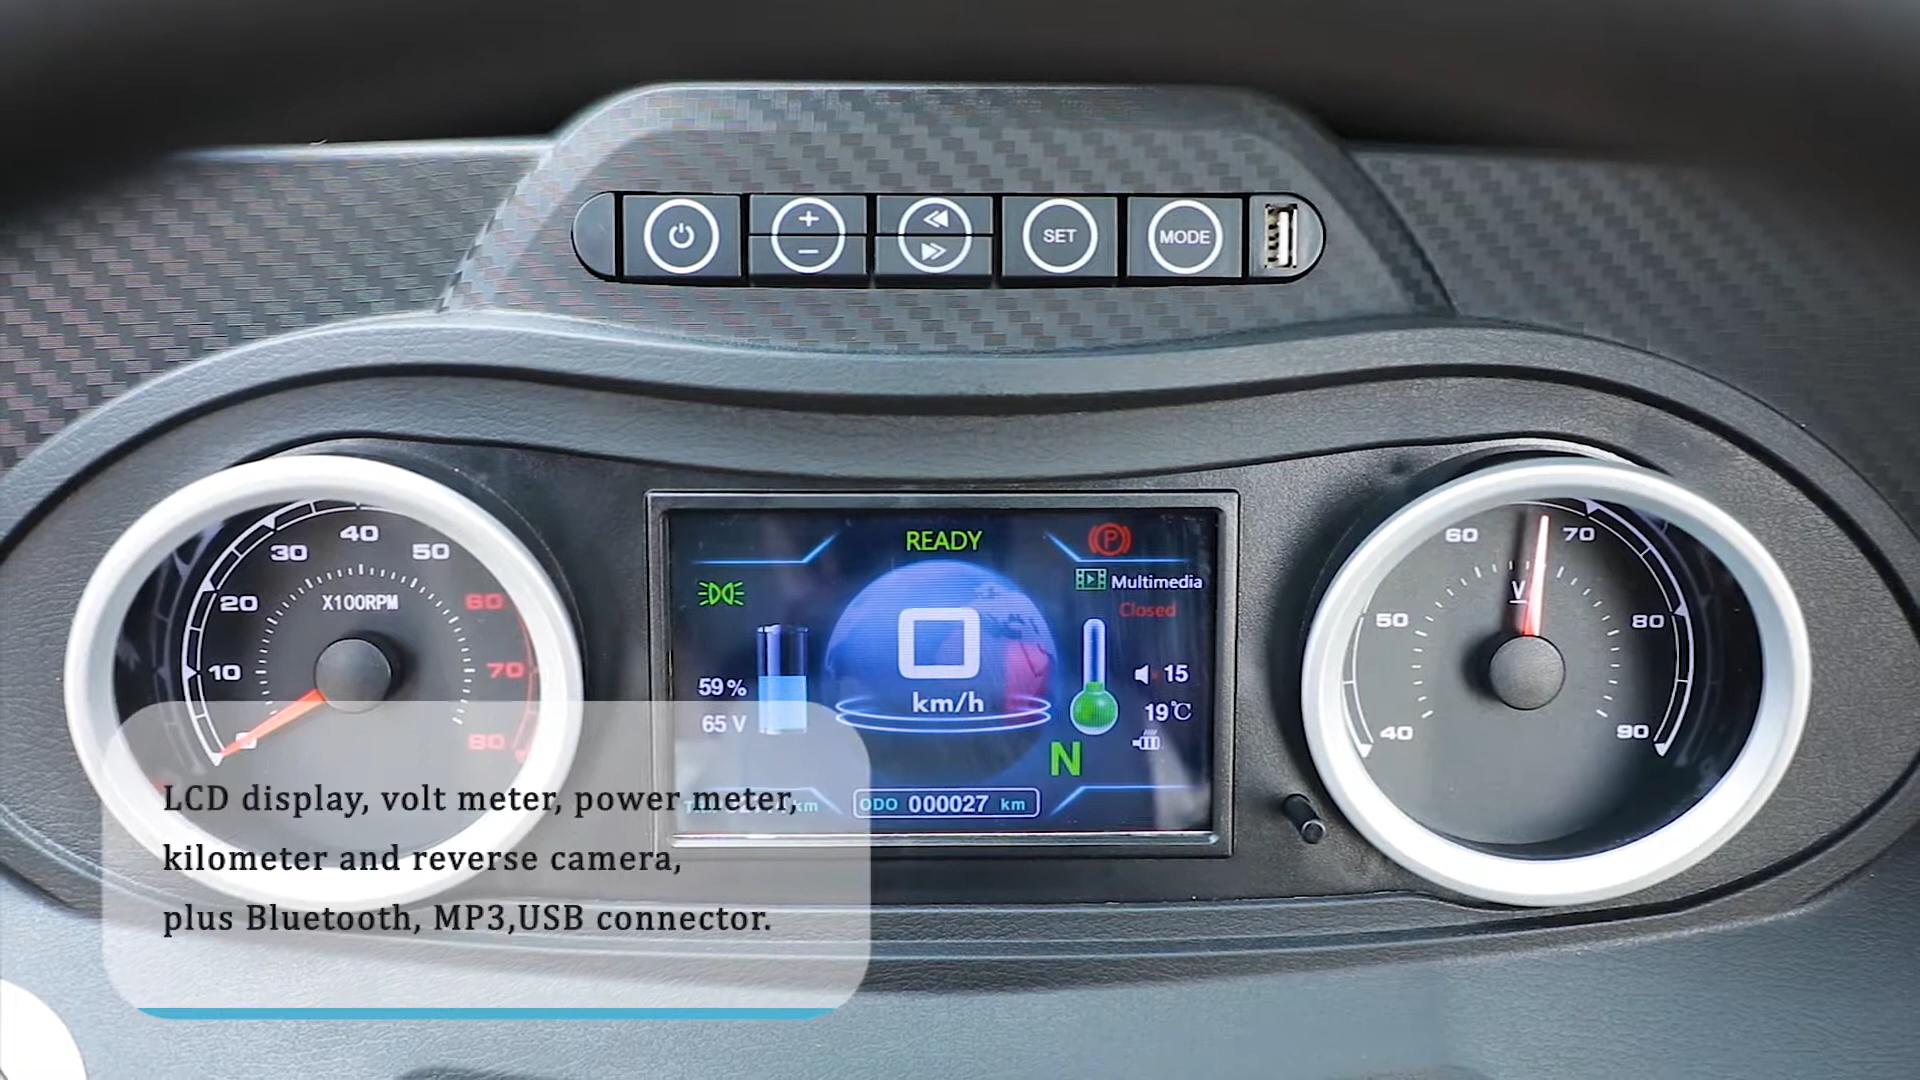 SET
MODE
40
30
50
20
X100RPM
60
10
70
80
READY
P
Multimedia
Closed
59%
65 V
km/h
15
19℃
N
km
ODO 000027 km
60
70
V
50
80
40
90
LCD display, volt meter, power meter,
kilometer and reverse camera,
plus Bluetooth, MP3,USB connector.